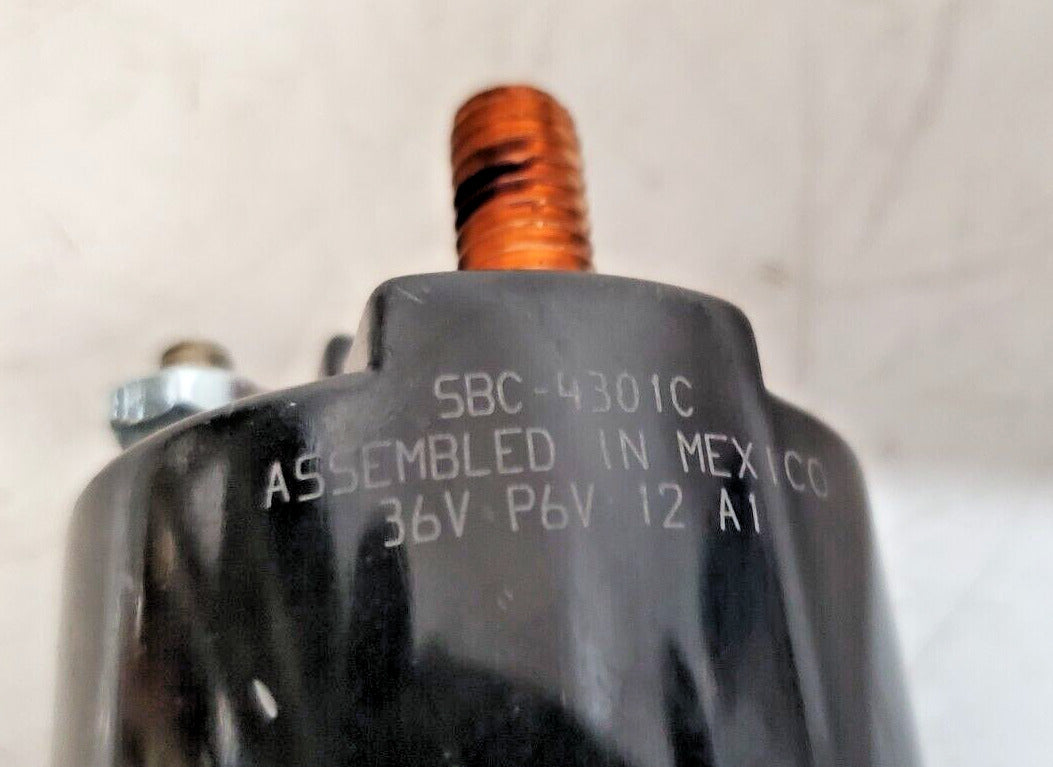 SBC-4301C
ASSEMBLED IN MEXICO
36V P6V 12 A1